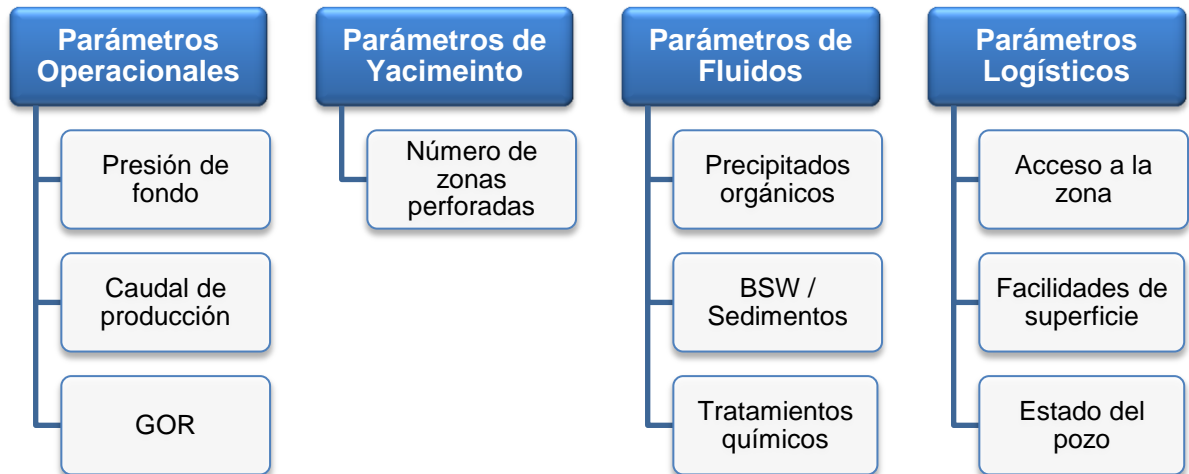 Parámetros
Operacionales
Presión de
fondo
Caudal de
producción
GOR
Parámetros de
Yacimeinto
Número de
zonas
perforadas
Parámetros de
Fluidos
Precipitados
orgánicos
BSW /
Sedimentos
Tratamientos
químicos
Parámetros
Logísticos
Acceso a la
zona
Facilidades de
superficie
Estado del
pozo